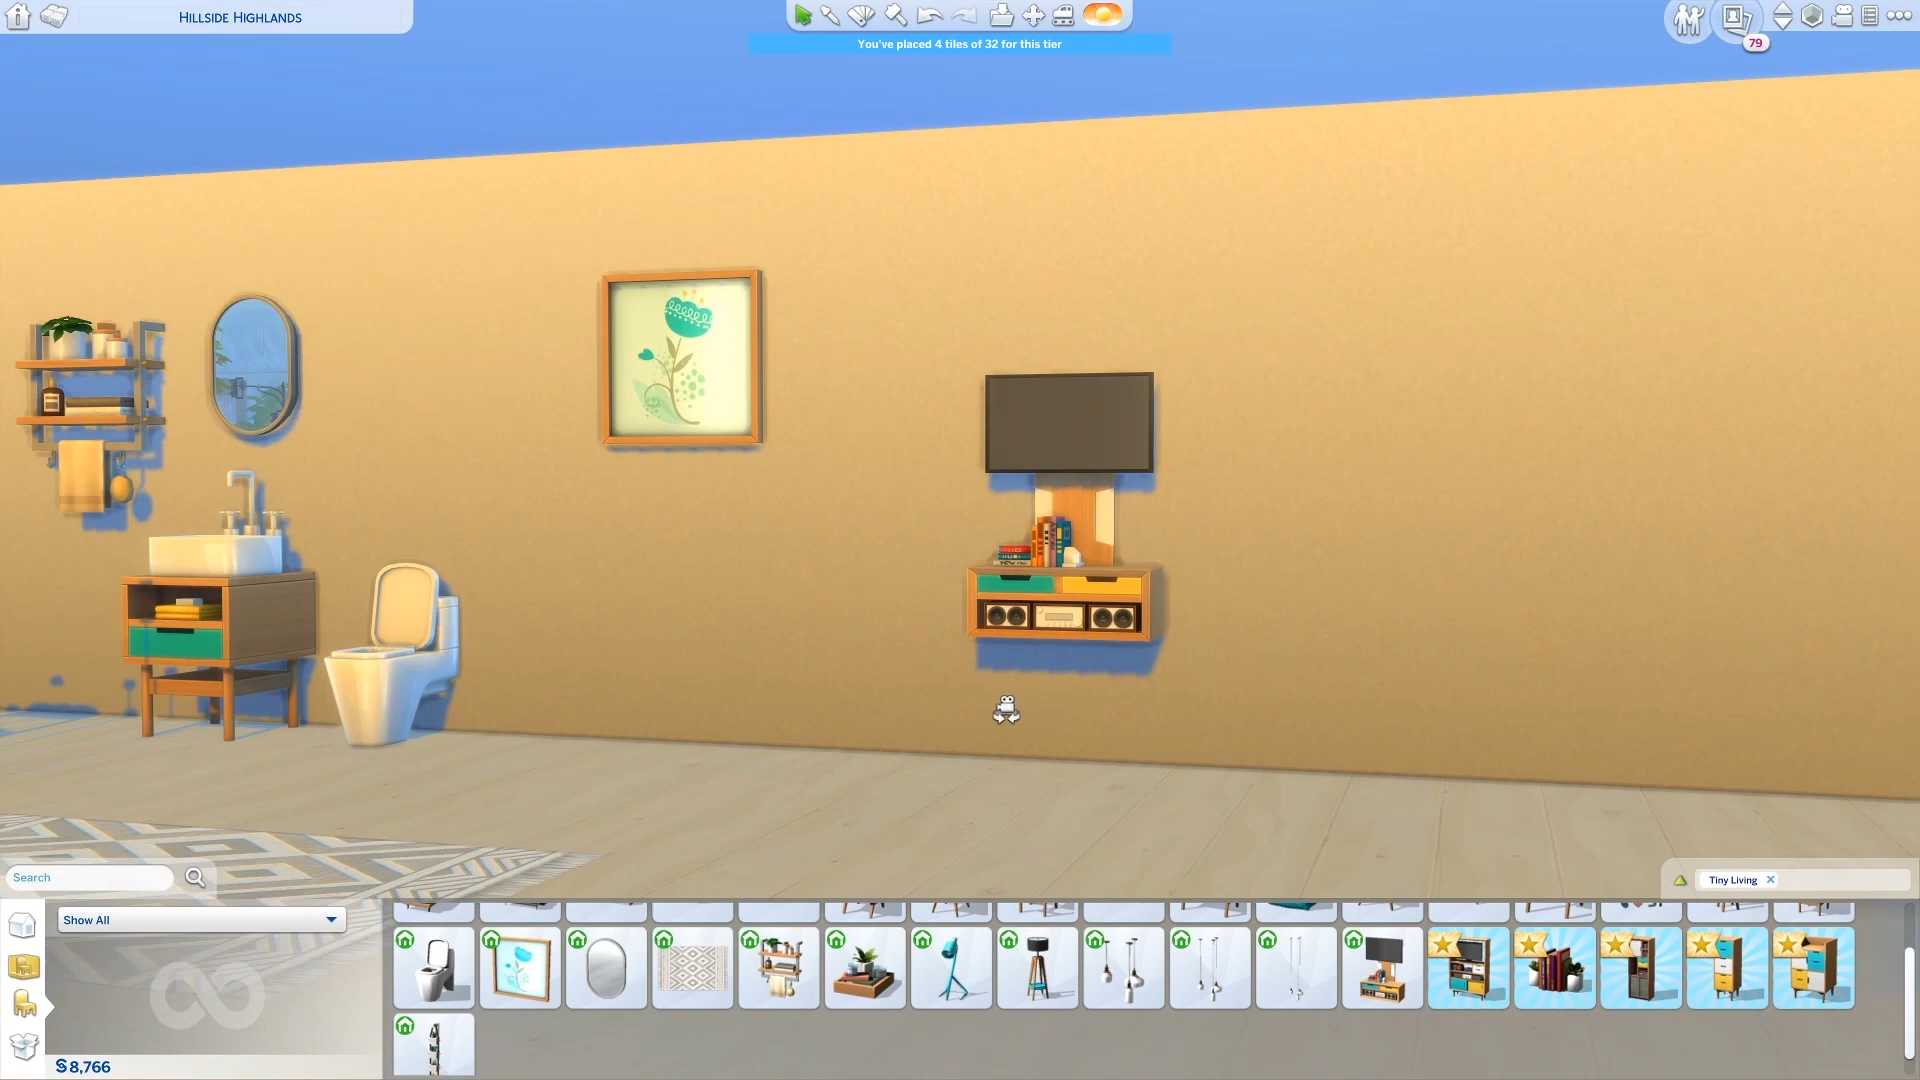 Hillside Highlands
You've placed 4 tiles of 32 for this tier
79
Search
Tiny Living
Show All
8,766